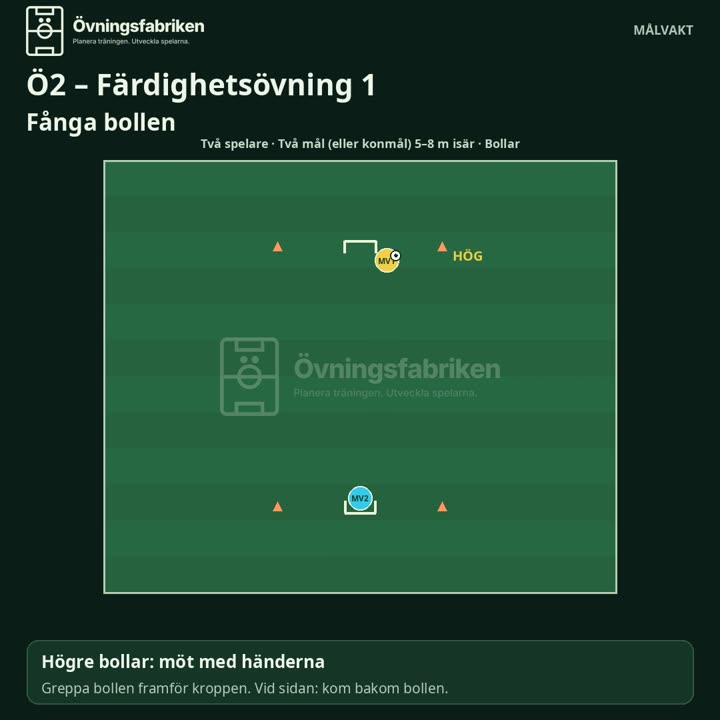 Övningsfabriken
Planera träningen. Utveckla spelarna.
MÅLVAKT
Ö2 – Färdighetsövning 1
Fånga bollen
Två spelare · Två mål (eller konmål) 5–8 m isär · Bollar
MV1
HÖG
Övningsfabriken
Planera träningen. Utveckla spelarna.
MV2
Högre bollar: möt med händerna
Greppa bollen framför kroppen. Vid sidan: kom bakom bollen.